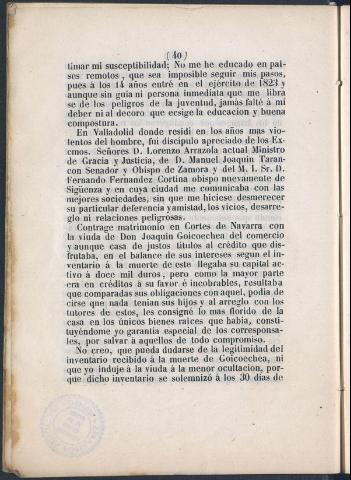 ( 40 )
timar mi susceptibilidad; No me he educado en pai-
ses remotos, que sea imposible seguir mis pasos,
pues à los 14 años entré en el ejército de 1823 y
aunque sin guia ni persona inmediata que me libra
se de los peligros de la juventud, jamás falté á mi
deber ni al decoro que esige la educacion y buena
compostura.
En Valladolid donde residí en los años mas vio-
lentos del hombre, fui discipulo apreciado de los Ex-
cmos. Señores D. Lorenzo Arrazola actual Ministro
de Gracia y Justicia, de D. Manuel Joaquin Taran-
con Senador y Obispo de Zamora y del M. I. Sr. D.
Fernando Fernandez Cortina obispo nuevamente de
Sigüenza y en cuya ciudad me comunicaba con las
mejores sociedades, sin que me hiciese desmerecer
su particular deferencia y amistad, los vicios, desarre-
glo ni relaciones peligrosas.
Contrage matrimonio en Cortes de Navarra con
la viuda de Don Joaquin Goicoechea del comercio
y aunque casa de justos titulos al crédito que dis-
frutaba, en el balance de sus intereses segun el in-
ventário à la muerte de este llegaba su capital ac-
tivo à doce mil duros, pero como la mayor parte
era en créditos à su favor é incobrables, resultaba
que comparadas sus obligaciones con aquel, podia de
cirse que nada tenian sus hijos y al arreglo con los
tutores de estos, les consigné lo mas florido de la
casa en los únicos bienes raices que habia, consti-
tuyéndome yo garantía especial de los corresponsa-
les, por salvar à aquellos de todo compromiso.
No creo, que pueda dudarse de la legitimidad del
inventario recibido à la muerte de Goicoechea, ni
que yo induje à la viuda à la menor ocultacion, por-
que dicho inventario se solemnizó à los 30 dias de